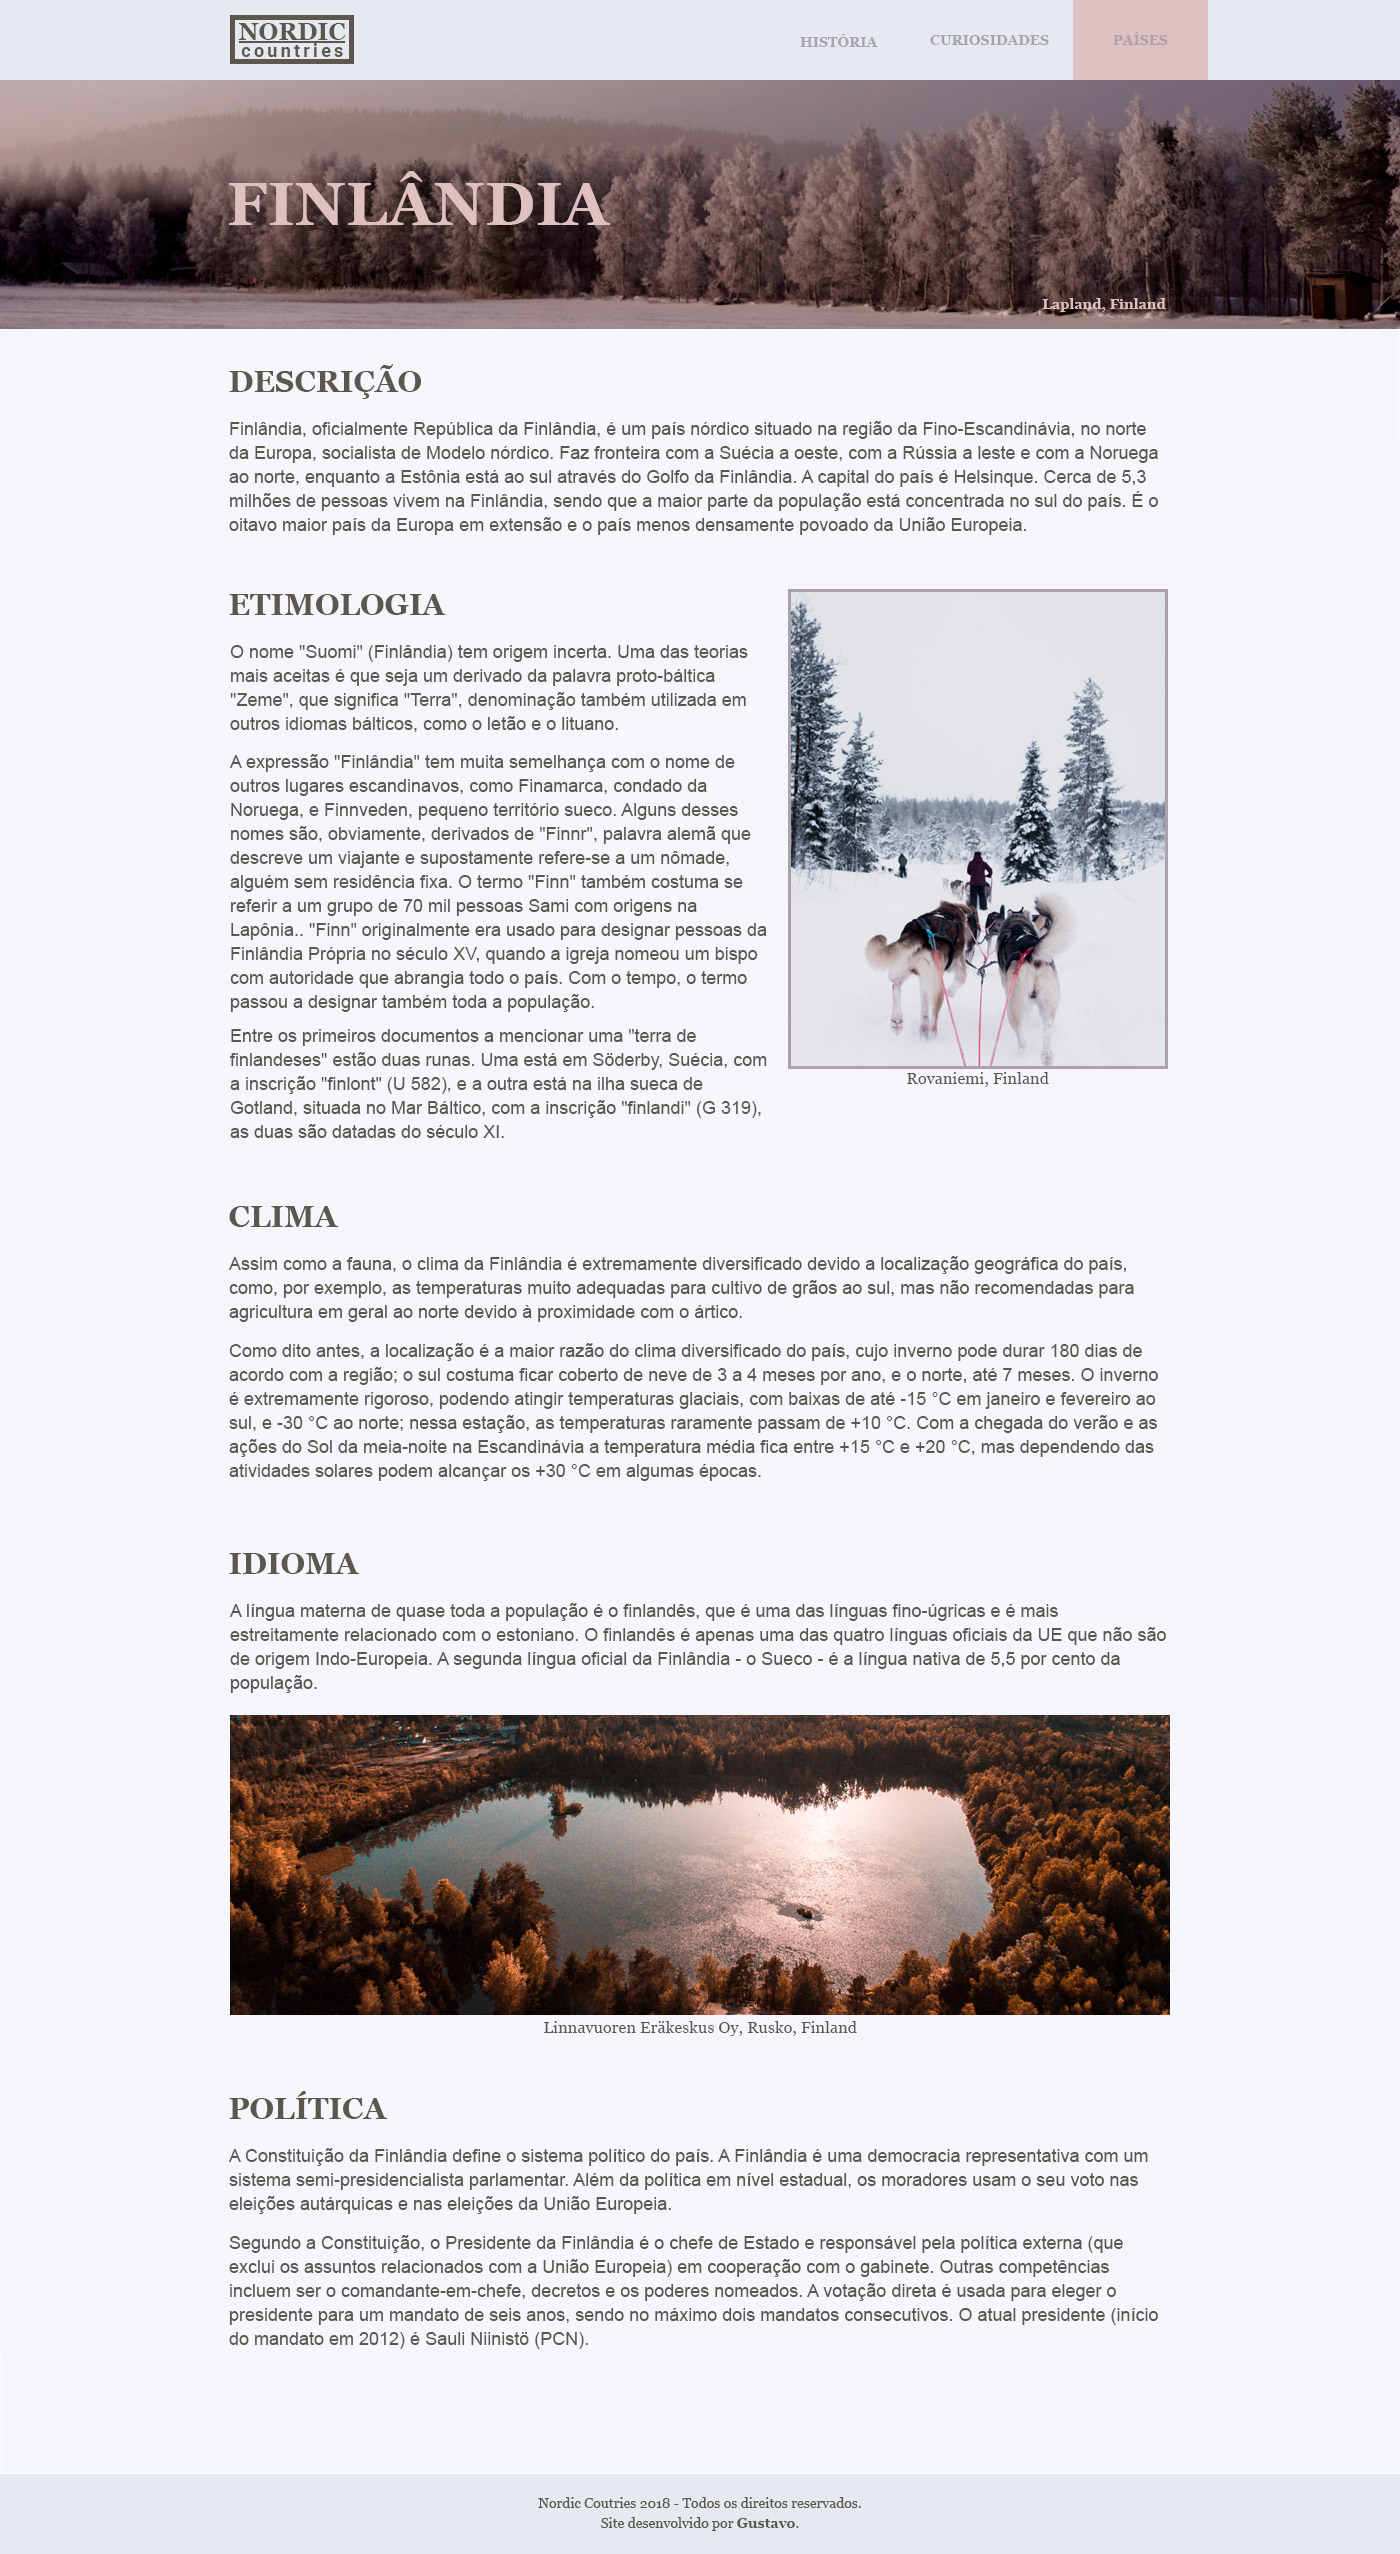 NORDIC
countries
HISTÓRIA
CURIOSIDADES
PAÍSES
FINLÂNDIA
Lapland, Finland
DESCRIÇÃO
Finlândia, oficialmente República da Finlândia, é um país nórdico situado na região da Fino-Escandinávia, no norte
da Europa, socialista de Modelo nórdico. Faz fronteira com a Suécia a oeste, com a Rússia a leste e com a Noruega
ao norte, enquanto a Estônia está ao sul através do Golfo da Finlândia. A capital do país é Helsinque. Cerca de 5,3
milhões de pessoas vivem na Finlândia, sendo que a maior parte da população está concentrada no sul do país. É o
oitavo maior país da Europa em extensão e o país menos densamente povoado da União Europeia.
ETIMOLOGIA
O nome "Suomi" (Finlândia) tem origem incerta. Uma das teorias
mais aceitas é que seja um derivado da palavra proto-báltica
"Zeme", que significa "Terra", denominação também utilizada em
outros idiomas bálticos, como o letão e o lituano.
A expressão "Finlândia" tem muita semelhança com o nome de
outros lugares escandinavos, como Finamarca, condado da
Noruega, e Finnveden, pequeno território sueco. Alguns desses
nomes são, obviamente, derivados de "Finnr", palavra alemã que
descreve um viajante e supostamente refere-se a um nômade,
alguém sem residência fixa. O termo "Finn" também costuma se
referir a um grupo de 70 mil pessoas Sami com origens na
Lapônia.. "Finn" originalmente era usado para designar pessoas da
Finlândia Própria no século XV, quando a igreja nomeou um bispo
com autoridade que abrangia todo o país. Com o tempo, o termo
passou a designar também toda a população.
Entre os primeiros documentos a mencionar uma "terra de
finlandeses" estão duas runas. Uma está em Söderby, Suécia, com
a inscrição "finlont" (U 582), e a outra está na ilha sueca de
Gotland, situada no Mar Báltico, com a inscrição "finlandi" (G 319),
as duas são datadas do século XI.
Rovaniemi, Finland
CLIMA
Assim como a fauna, o clima da Finlândia é extremamente diversificado devido a localização geográfica do país,
como, por exemplo, as temperaturas muito adequadas para cultivo de grãos ao sul, mas não recomendadas para
agricultura em geral ao norte devido à proximidade com o ártico.
Como dito antes, a localização é a maior razão do clima diversificado do país, cujo inverno pode durar 180 dias de
acordo com a região; o sul costuma ficar coberto de neve de 3 a 4 meses por ano, e o norte, até 7 meses. O inverno
é extremamente rigoroso, podendo atingir temperaturas glaciais, com baixas de até -15 °C em janeiro e fevereiro ao
sul, e -30 °C ao norte; nessa estação, as temperaturas raramente passam de +10 °C. Com a chegada do verão e as
ações do Sol da meia-noite na Escandinávia a temperatura média fica entre +15 °C e +20 °C, mas dependendo das
atividades solares podem alcançar os +30 °C em algumas épocas.
IDIOMA
A língua materna de quase toda a população é o finlandês, que é uma das línguas fino-úgricas e é mais
estreitamente relacionado com o estoniano. O finlandês é apenas uma das quatro línguas oficiais da UE que não são
de origem Indo-Europeia. A segunda língua oficial da Finlândia - o Sueco - é a língua nativa de 5,5 por cento da
população.
Linnavuoren Eräkeskus Oy, Rusko, Finland
POLÍTICA
A Constituição da Finlândia define o sistema político do país. A Finlândia é uma democracia representativa com um
sistema semi-presidencialista parlamentar. Além da política em nível estadual, os moradores usam o seu voto nas
eleições autárquicas e nas eleições da União Europeia.
Segundo a Constituição, o Presidente da Finlândia é o chefe de Estado e responsável pela política externa (que
exclui os assuntos relacionados com a União Europeia) em cooperação com o gabinete. Outras competências
incluem ser o comandante-em-chefe, decretos e os poderes nomeados. A votação direta é usada para eleger o
presidente para um mandato de seis anos, sendo no máximo dois mandatos consecutivos. O atual presidente (início
do mandato em 2012) é Sauli Niinistö (PCN).
Nordic Coutries 2018 - Todos os direitos reservados.
Site desenvolvido por Gustavo.